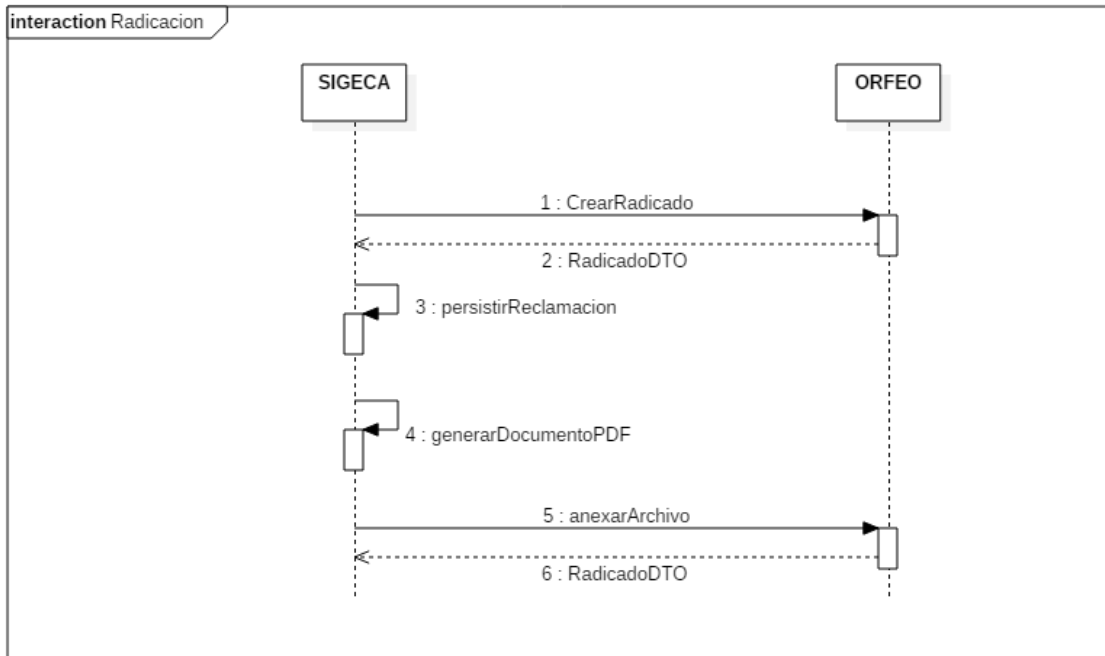 interaction Radicacion
SIGECA
ORFEO
1 : CrearRadicado
2 : RadicadoDTO
3 : persistirReclamacion
4 : generarDocumentoPDF
5 : anexarArchivo
6 : RadicadoDTO